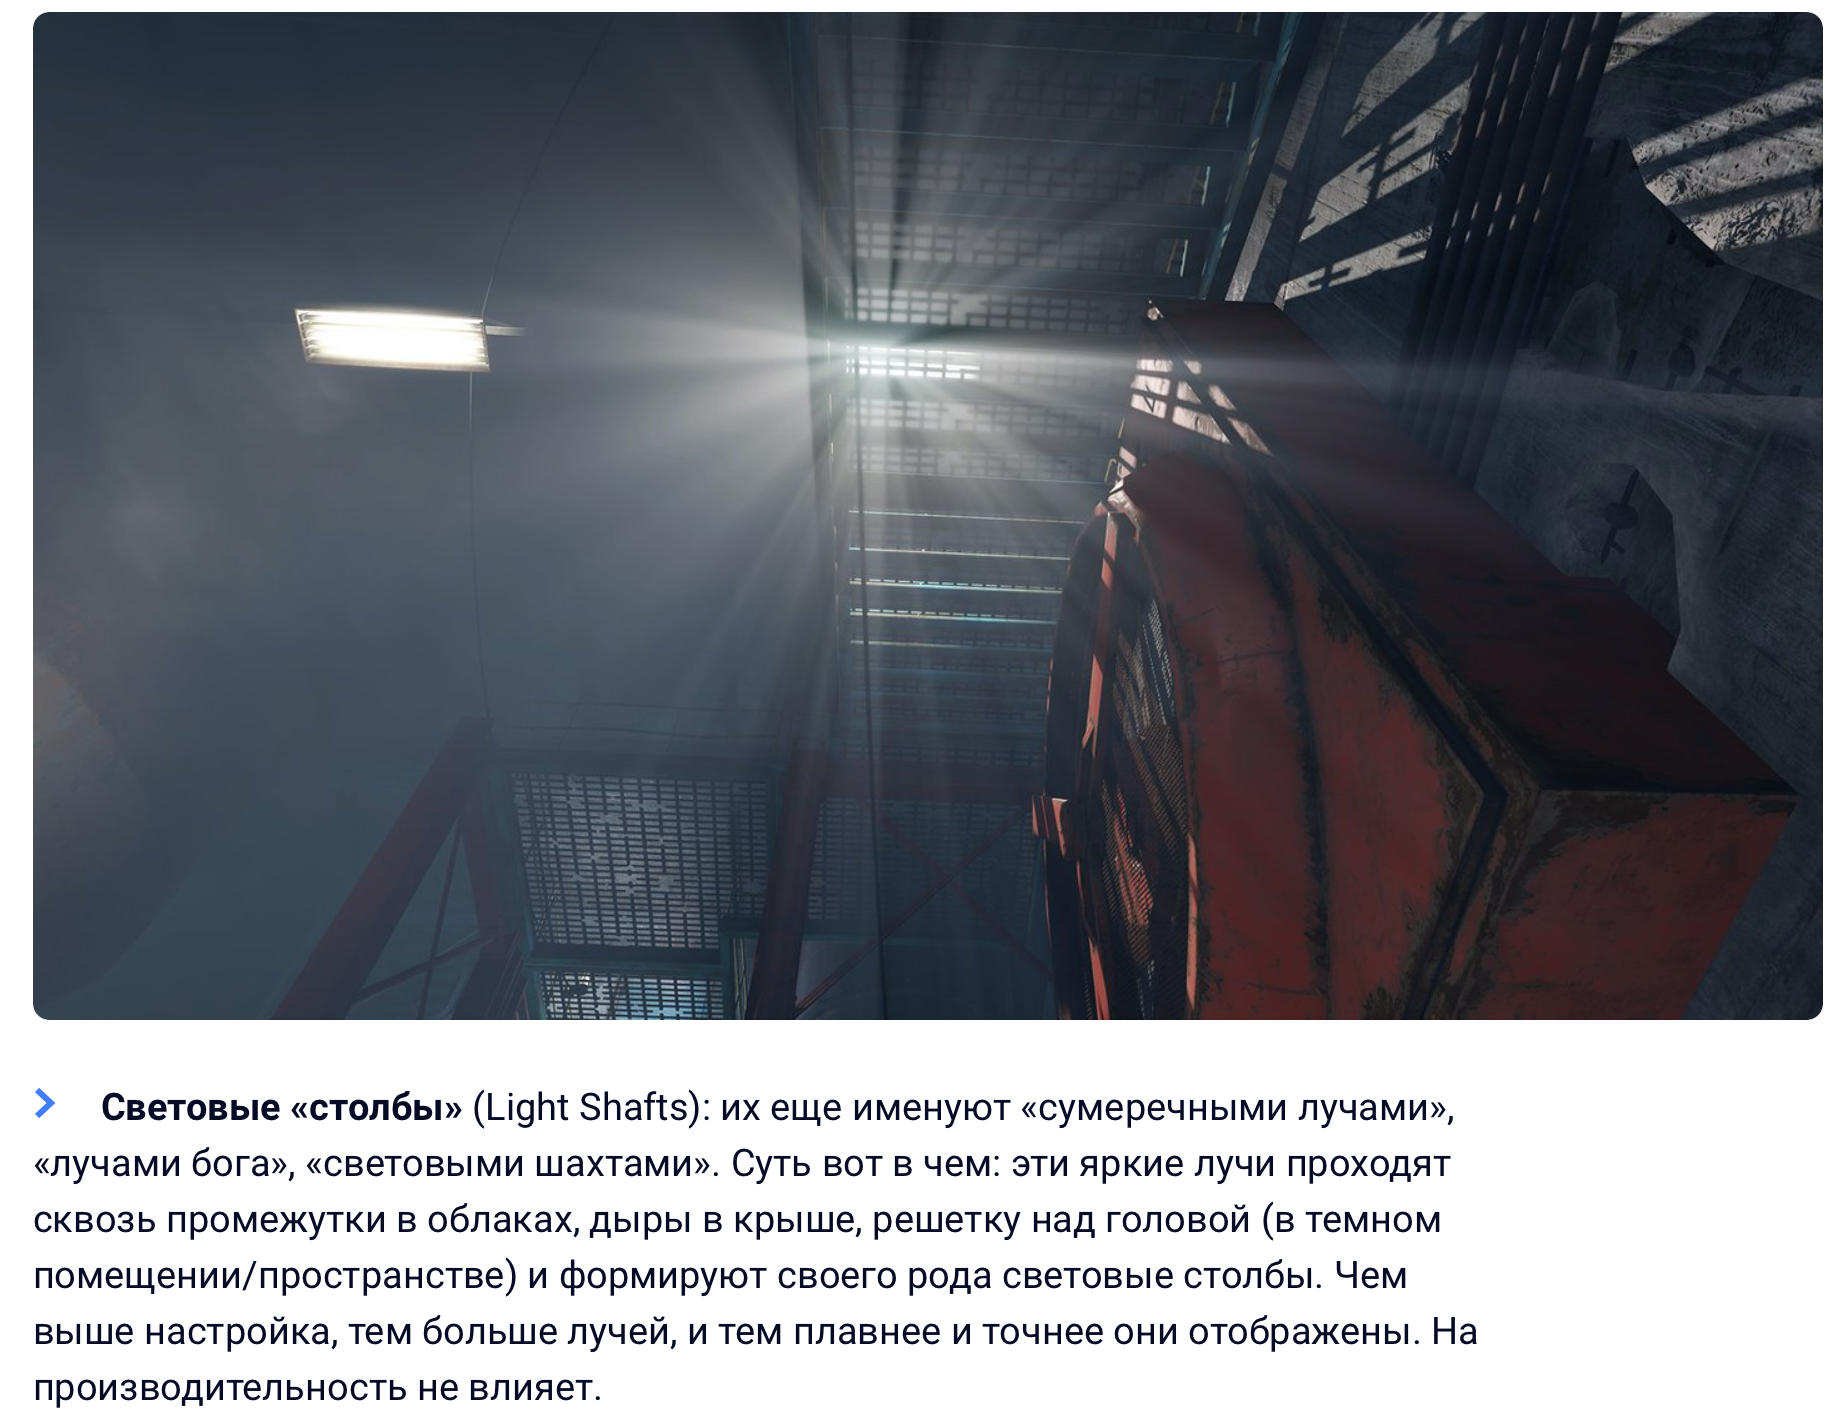 Световые «столбы» (Light Shafts): их еще именуют «сумеречными лучами»,
«лучами бога», «световыми шахтами». Суть вот в чем: эти яркие лучи проходят
сквозь промежутки в облаках, дыры в крыше, решетку над головой (в темном
помещении/пространстве) и формируют своего рода световые столбы. Чем
выше настройка, тем больше лучей, и тем плавнее и точнее они отображены. На
производительность не влияет.